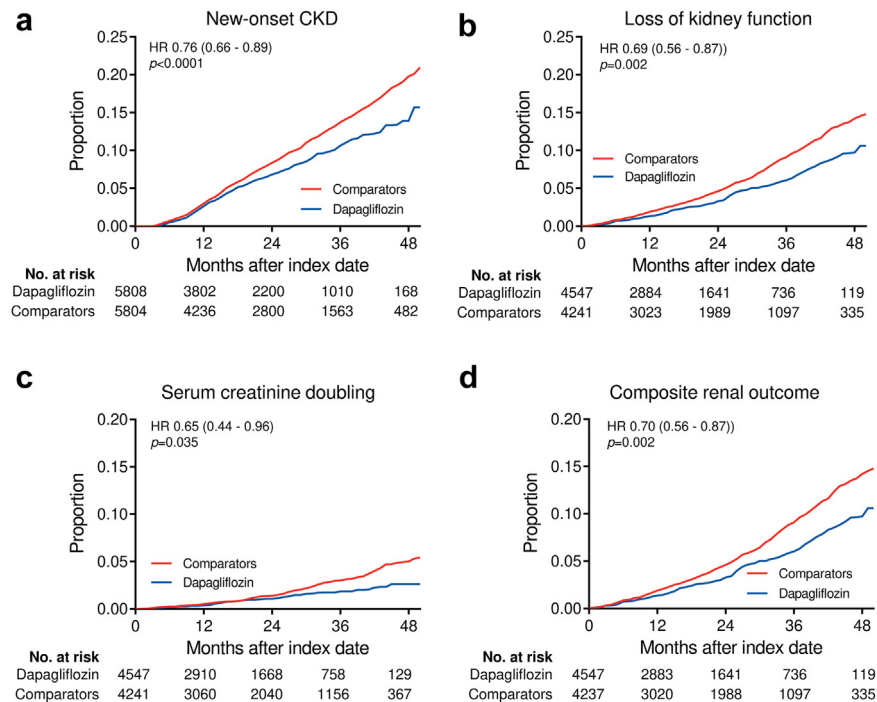 a
New-onset CKD
HR 0.76 (0.66 - 0.89)
p<0.0001
Proportion
0.25
0.20
0.15
0.10
0.05
0.00
Comparators
Dapagliflozin
0 12 24 36 48
Months after index date
No. at risk
Dapagliflozin 5808 3802 2200 1010 168
Comparators 5804 4236 2800 1563 482
b
Loss of kidney function
HR 0.69 (0.56 - 0.87))
p=0.002
Proportion
0.25
0.20
0.15
0.10
0.05
0.00
Comparators
Dapagliflozin
0 12 24 36 48
Months after index date
No. at risk
Dapagliflozin 4547 2884 1641 736 119
Comparators 4241 3023 1989 1097 335
c
Serum creatinine doubling
HR 0.65 (0.44 - 0.96)
p=0.035
Proportion
0.20
0.15
0.10
0.05
0.00
Comparators
Dapagliflozin
0 12 24 36 48
Months after index date
No. at risk
Dapagliflozin 4547 2910 1668 758 129
Comparators 4241 3060 2040 1156 367
d
Composite renal outcome
HR 0.70 (0.56 - 0.87))
p=0.002
Proportion
0.20
0.15
0.10
0.05
0.00
Comparators
Dapagliflozin
0 12 24 36 48
Months after index date
No. at risk
Dapagliflozin 4547 2883 1641 736 119
Comparators 4237 3020 1988 1097 335